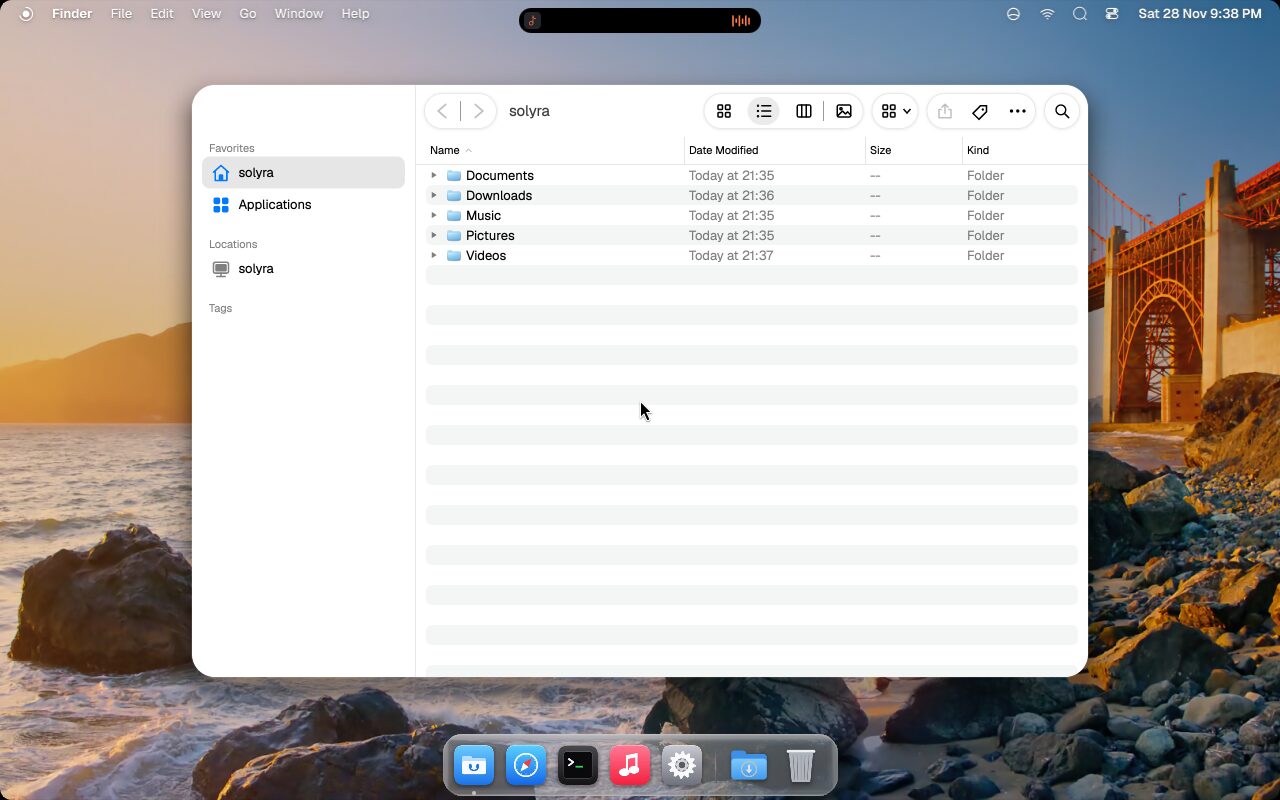 Finder File Edit View Go Window Help
Sat 28 Nov 9:38 PM
solyra
Favorites
solyra
Applications
Locations
solyra
Tags
Name Date Modified Size Kind
Documents Today at 21:35 -- Folder
Downloads Today at 21:36 -- Folder
Music Today at 21:35 -- Folder
Pictures Today at 21:35 -- Folder
Videos Today at 21:37 -- Folder